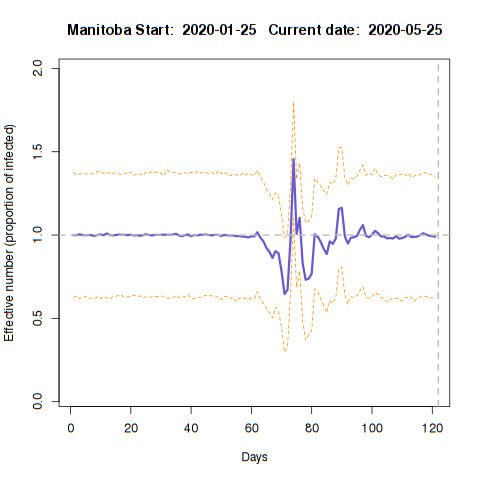 Manitoba Start: 2020-01-25 Current date: 2020-05-25
Effective number (proportion of infected)
2.0
1.5
1.0
0.5
0.0
0 20 40 60 80 100 120
Days